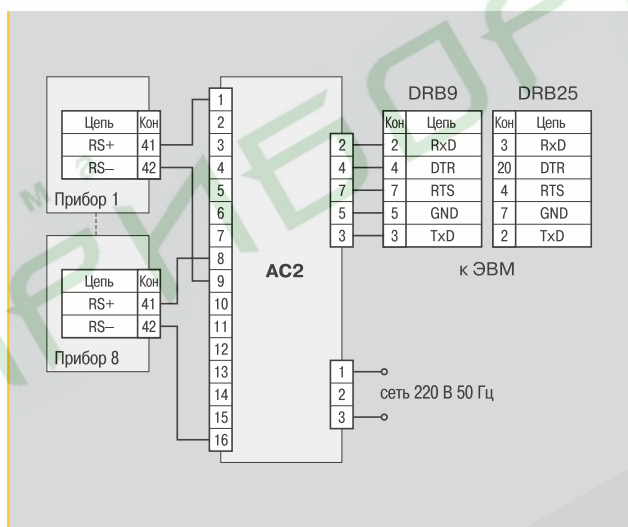 Цепь Кон
RS+ 41
RS– 42
Прибор 1
Цепь Кон
RS+ 41
RS– 42
Прибор 8
1
2
3
4
5
6
7
8
9
10
11
12
13
14
15
16
АС2
2
4
7
5
3
1
2
3
DRB9
Кон Цепь
2 RxD
4 DTR
7 RTS
5 GND
3 TxD
DRB25
Кон Цепь
3 RxD
20 DTR
4 RTS
7 GND
2 TxD
к ЭВМ
сеть 220 В 50 Гц